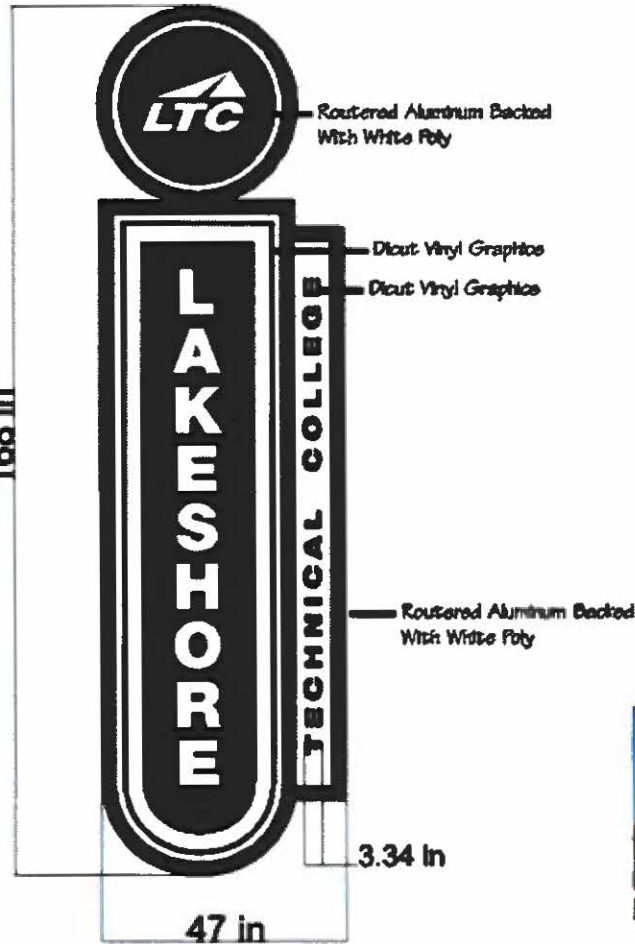 LTC
Routered Aluminum Backed
With White Poly
Dicut Vinyl Graphics
Dicut Vinyl Graphics
LAKESHORE
TECHNICAL COLLEGE
Routered Aluminum Backed
With White Poly
3.34 in
47 in